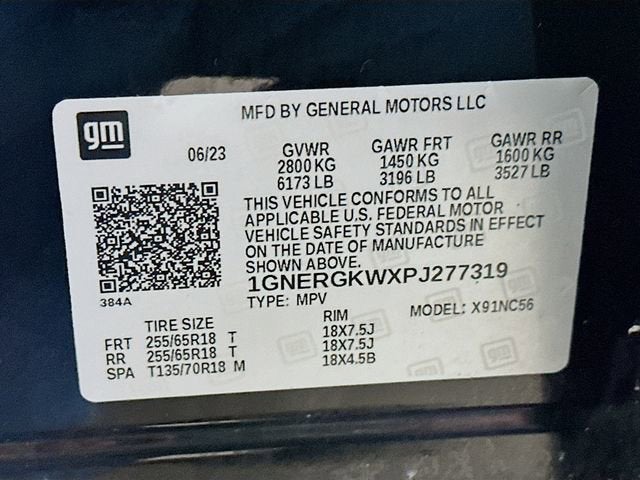 gm
MFD BY GENERAL MOTORS LLC
06/23 GVWR GAWR FRT GAWR RR
2800 KG 1450 KG 1600 KG
6173 LB 3196 LB 3527 LB
THIS VEHICLE CONFORMS TO ALL
APPLICABLE U.S. FEDERAL MOTOR
VEHICLE SAFETY STANDARDS IN EFFECT
ON THE DATE OF MANUFACTURE
SHOWN ABOVE.
384A
1GNERGKWXPJ277319
TYPE: MPV MODEL: X91NC56
TIRE SIZE RIM
FRT 255/65R18 T 18X7.5J
RR 255/65R18 T 18X7.5J
SPA T135/70R18 M 18X4.5B